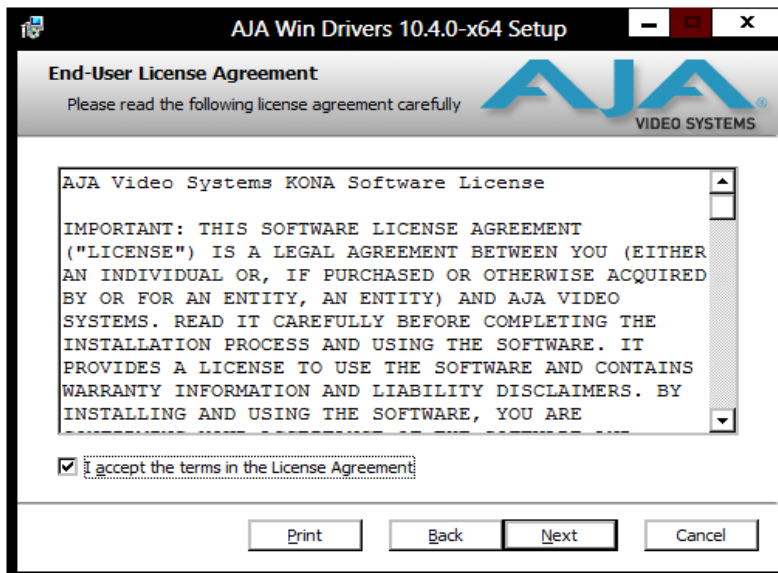 AJA Win Drivers 10.4.0-x64 Setup
End-User License Agreement
Please read the following license agreement carefully
AJA
VIDEO SYSTEMS
AJA Video Systems KONA Software License
IMPORTANT: THIS SOFTWARE LICENSE AGREEMENT
("LICENSE") IS A LEGAL AGREEMENT BETWEEN YOU (EITHER
AN INDIVIDUAL OR, IF PURCHASED OR OTHERWISE ACQUIRED
BY OR FOR AN ENTITY, AN ENTITY) AND AJA VIDEO
SYSTEMS. READ IT CAREFULLY BEFORE COMPLETING THE
INSTALLATION PROCESS AND USING THE SOFTWARE. IT
PROVIDES A LICENSE TO USE THE SOFTWARE AND CONTAINS
WARRANTY INFORMATION AND LIABILITY DISCLAIMERS. BY
INSTALLING AND USING THE SOFTWARE, YOU ARE
I accept the terms in the License Agreement
Print Back Next Cancel